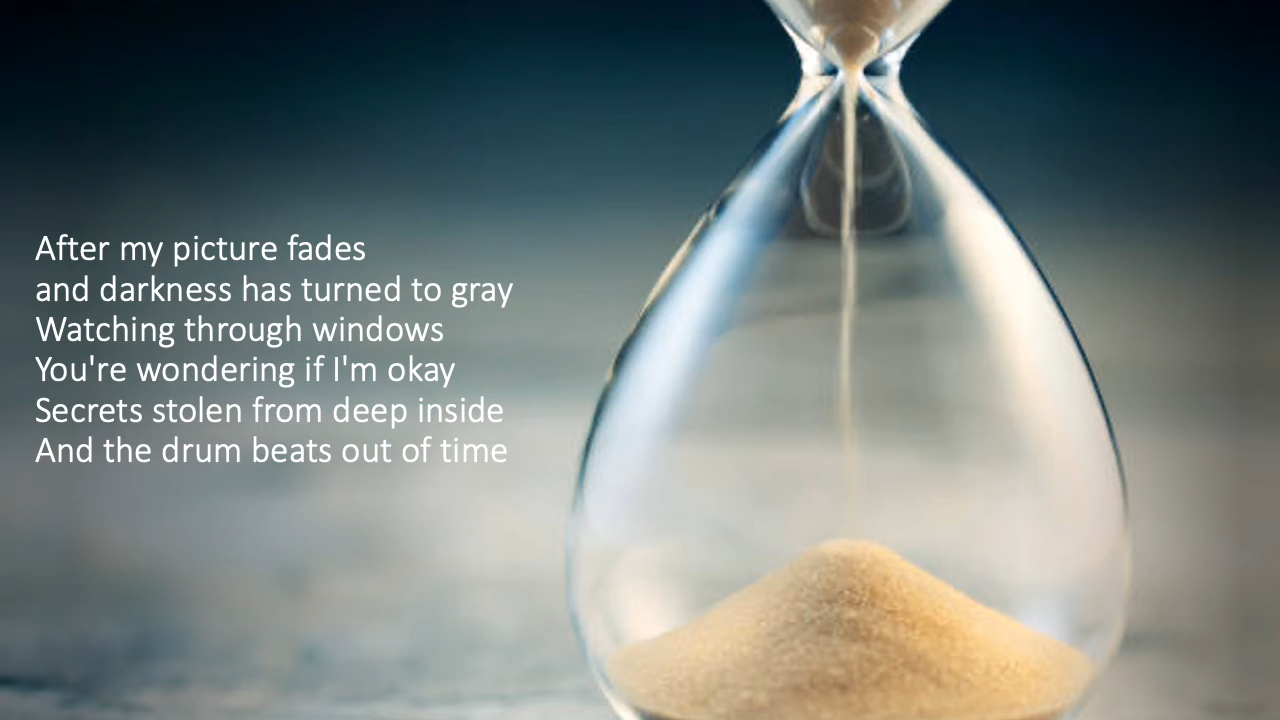 After my picture fades
and darkness has turned to gray
Watching through windows
You're wondering if I'm okay
Secrets stolen from deep inside
And the drum beats out of time